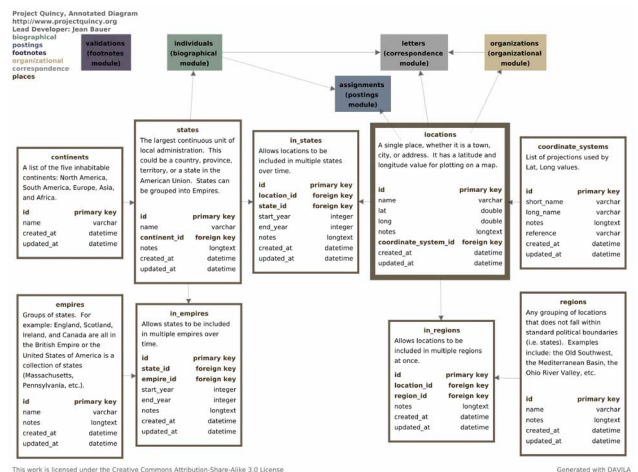 Project Quincy, Annotated Diagram
http://www.projectquincy.org
Lead Developer: Jean Bauer
biographical
postings
footnotes
organizational
correspondence
places
validations
(footnotes
module)
individuals
(biographical
module)
letters
(correspondence
module)
organizations
(organizational
module)
assignments
(postings
module)
continents
A list of the five inhabitable
continents: North America,
South America, Europe, Asia,
and Africa.
id primary key
name varchar
created_at datetime
updated_at datetime
states
The largest continuous unit of
local administration. This
could be a country, province,
territory, or a state in the
American Union. States can
be grouped into Empires.
id primary key
name varchar
continent_id foreign key
notes longtext
created_at datetime
updated_at datetime
in_states
Allows locations to be
included in multiple states
over time.
id primary key
location_id foreign key
state_id foreign key
start_year integer
end_year integer
notes longtext
created_at datetime
updated_at datetime
locations
A single place, whether it is a town,
city, or address. It has a latitude and
longitude value for plotting on a map.
id primary key
name varchar
lat double
long double
notes longtext
coordinate_system_id foreign key
created_at datetime
updated_at datetime
coordinate_systems
List of projections used by
Lat, Long values.
id primary key
short_name varchar
long_name varchar
notes longtext
reference varchar
created_at datetime
updated_at datetime
empires
Groups of states. For
example: England, Scotland,
Ireland, and Canada are all in
the British Empire or the
United States of America is a
collection of states
(Massachusetts,
Pennsylvania, etc.).
id primary key
name varchar
notes longtext
created_at datetime
updated_at datetime
in_empires
Allows states to be included
in multiple empires over
time.
id primary key
state_id foreign key
empire_id foreign key
start_year integer
end_year integer
notes longtext
created_at datetime
updated_at datetime
in_regions
Allows locations to be
included in multiple regions
at once.
id primary key
location_id foreign key
region_id foreign key
notes longtext
created_at datetime
updated_at datetime
regions
Any grouping of locations
that does not fall within
standard political boundaries
(i.e. states). Examples
include: the Old Southwest,
the Mediterranean Basin, the
Ohio River Valley, etc.
id primary key
name varchar
notes longtext
created_at datetime
updated_at datetime
This work is licensed under the Creative Commons Attribution-Share-Alike 3.0 License
Generated with DAVILA